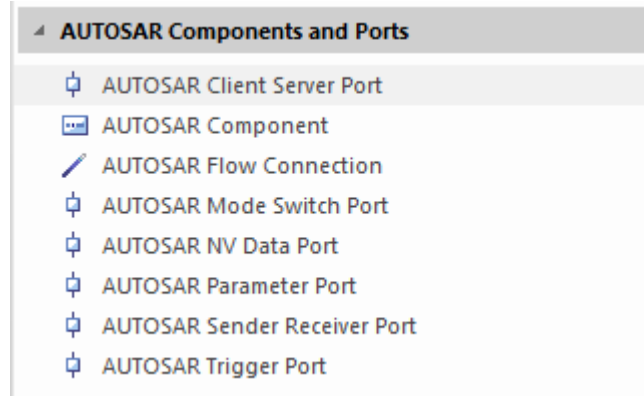 AUTOSAR Components and Ports
AUTOSAR Client Server Port
AUTOSAR Component
AUTOSAR Flow Connection
AUTOSAR Mode Switch Port
AUTOSAR NV Data Port
AUTOSAR Parameter Port
AUTOSAR Sender Receiver Port
AUTOSAR Trigger Port